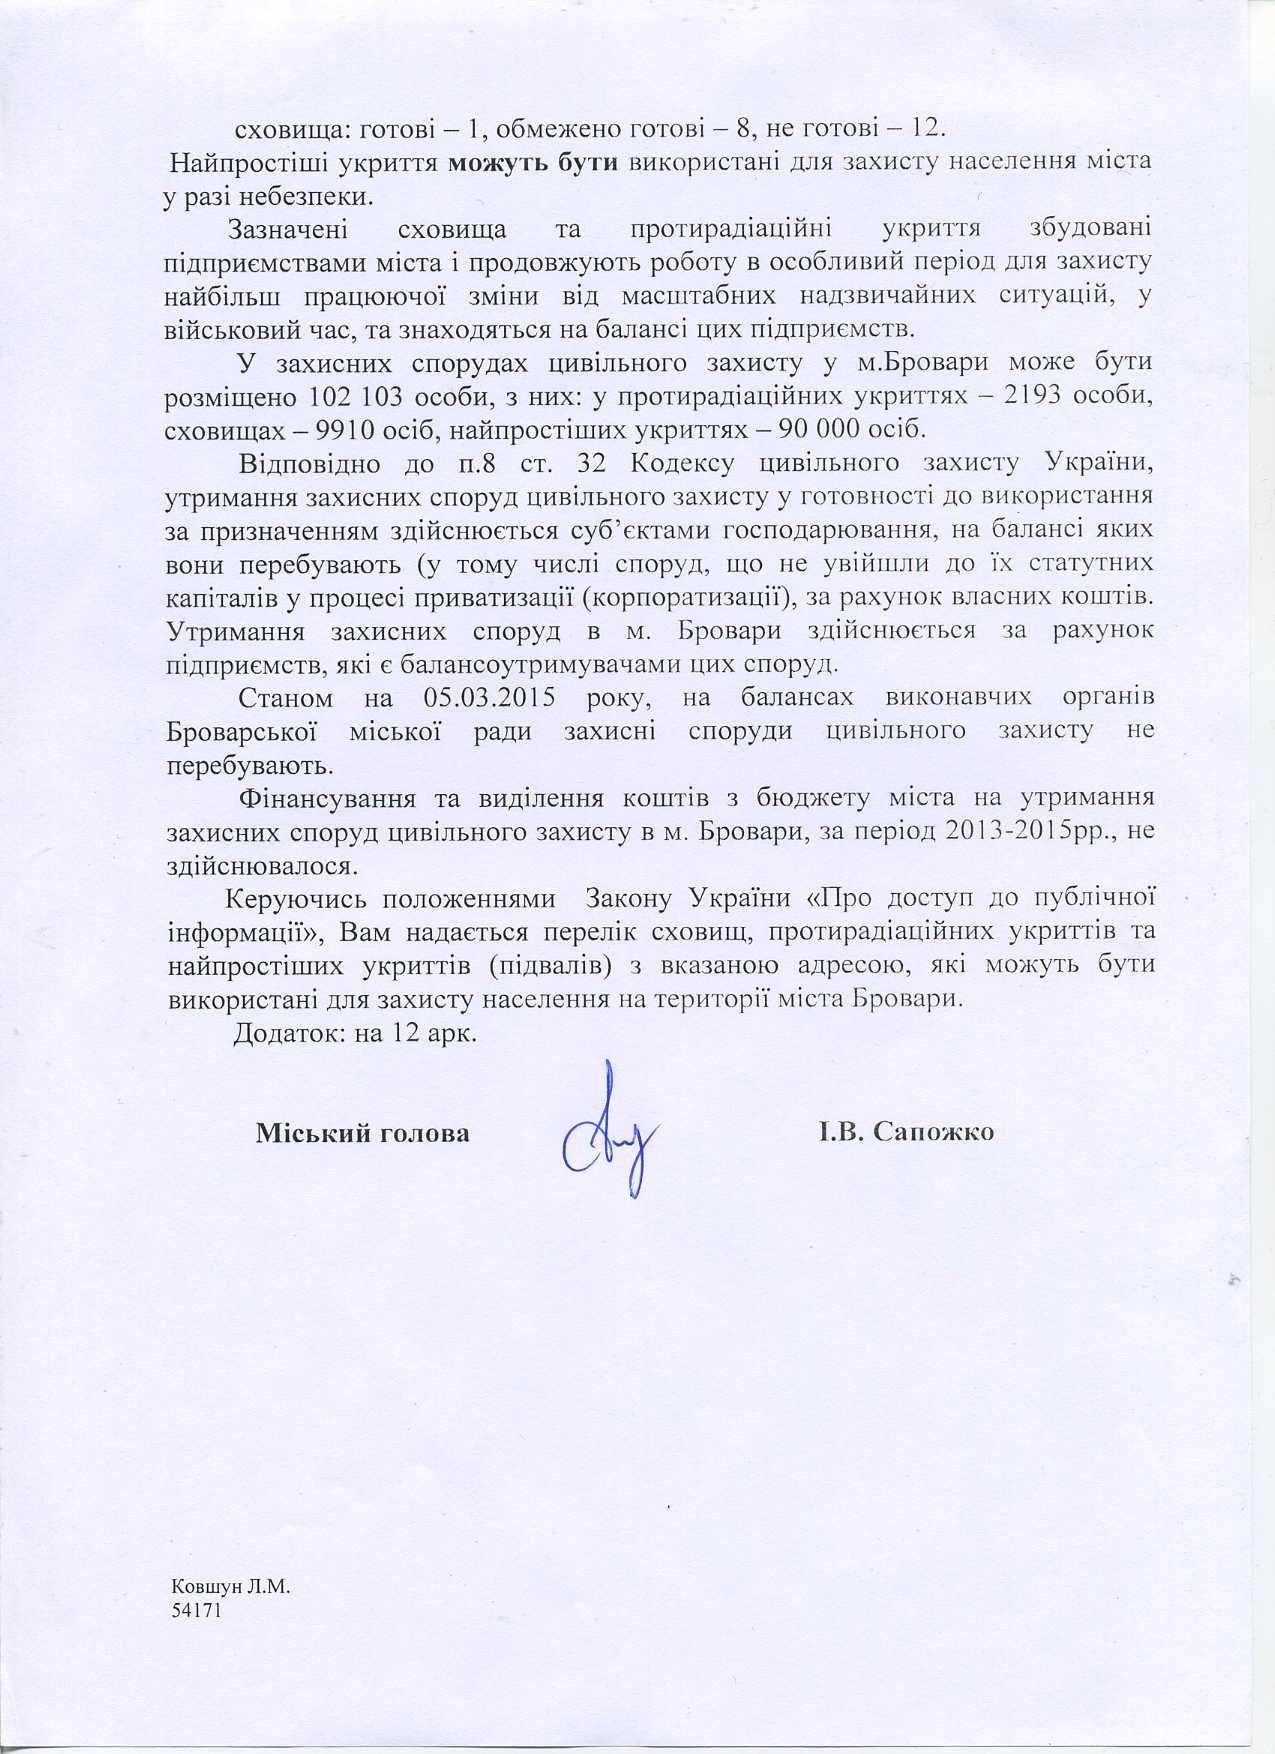 сховища: готові – 1, обмежено готові – 8, не готові – 12.
Найпростіші укриття можуть бути використані для захисту населення міста
у разі небезпеки.
Зазначені сховища та протирадіаційні укриття збудовані
підприємствами міста і продовжують роботу в особливий період для захисту
найбільш працюючої зміни від масштабних надзвичайних ситуацій, у
військовий час, та знаходяться на балансі цих підприємств.
У захисних спорудах цивільного захисту у м.Бровари може бути
розміщено 102 103 особи, з них: у протирадіаційних укриттях – 2193 особи,
сховищах – 9910 осіб, найпростіших укриттях – 90 000 осіб.
Відповідно до п.8 ст. 32 Кодексу цивільного захисту України,
утримання захисних споруд цивільного захисту у готовності до використання
за призначенням здійснюється суб’єктами господарювання, на балансі яких
вони перебувають (у тому числі споруд, що не увійшли до їх статутних
капіталів у процесі приватизації (корпоратизації), за рахунок власних коштів.
Утримання захисних споруд в м. Бровари здійснюється за рахунок
підприємств, які є балансоутримувачами цих споруд.
Станом на 05.03.2015 року, на балансах виконавчих органів
Броварської міської ради захисні споруди цивільного захисту не
перебувають.
Фінансування та виділення коштів з бюджету міста на утримання
захисних споруд цивільного захисту в м. Бровари, за період 2013-2015рр., не
здійснювалося.
Керуючись положеннями Закону України «Про доступ до публічної
інформації», Вам надається перелік сховищ, протирадіаційних укриттів та
найпростіших укриттів (підвалів) з вказаною адресою, які можуть бути
використані для захисту населення на території міста Бровари.
Додаток: на 12 арк.
Міський голова І.В. Сапожко
Ковшун Л.М.
54171